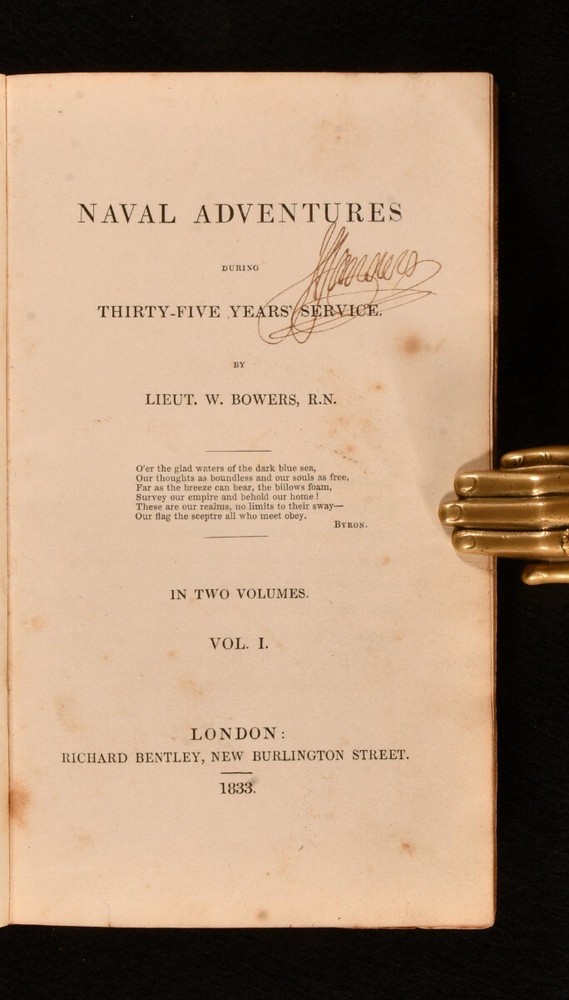 NAVAL ADVENTURES
DURING
THIRTY-FIVE YEARS' SERVICE.
BY
LIEUT. W. BOWERS, R.N.
O'er the glad waters of the dark blue sea,
Our thoughts as boundless and our souls as free,
Far as the breeze can bear, the billows foam,
Survey our empire and behold our home!
These are our realms, no limits to their sway—
Our flag the sceptre all who meet obey.
BYRON.
IN TWO VOLUMES.
VOL. I.
LONDON:
RICHARD BENTLEY, NEW BURLINGTON STREET.
1833.